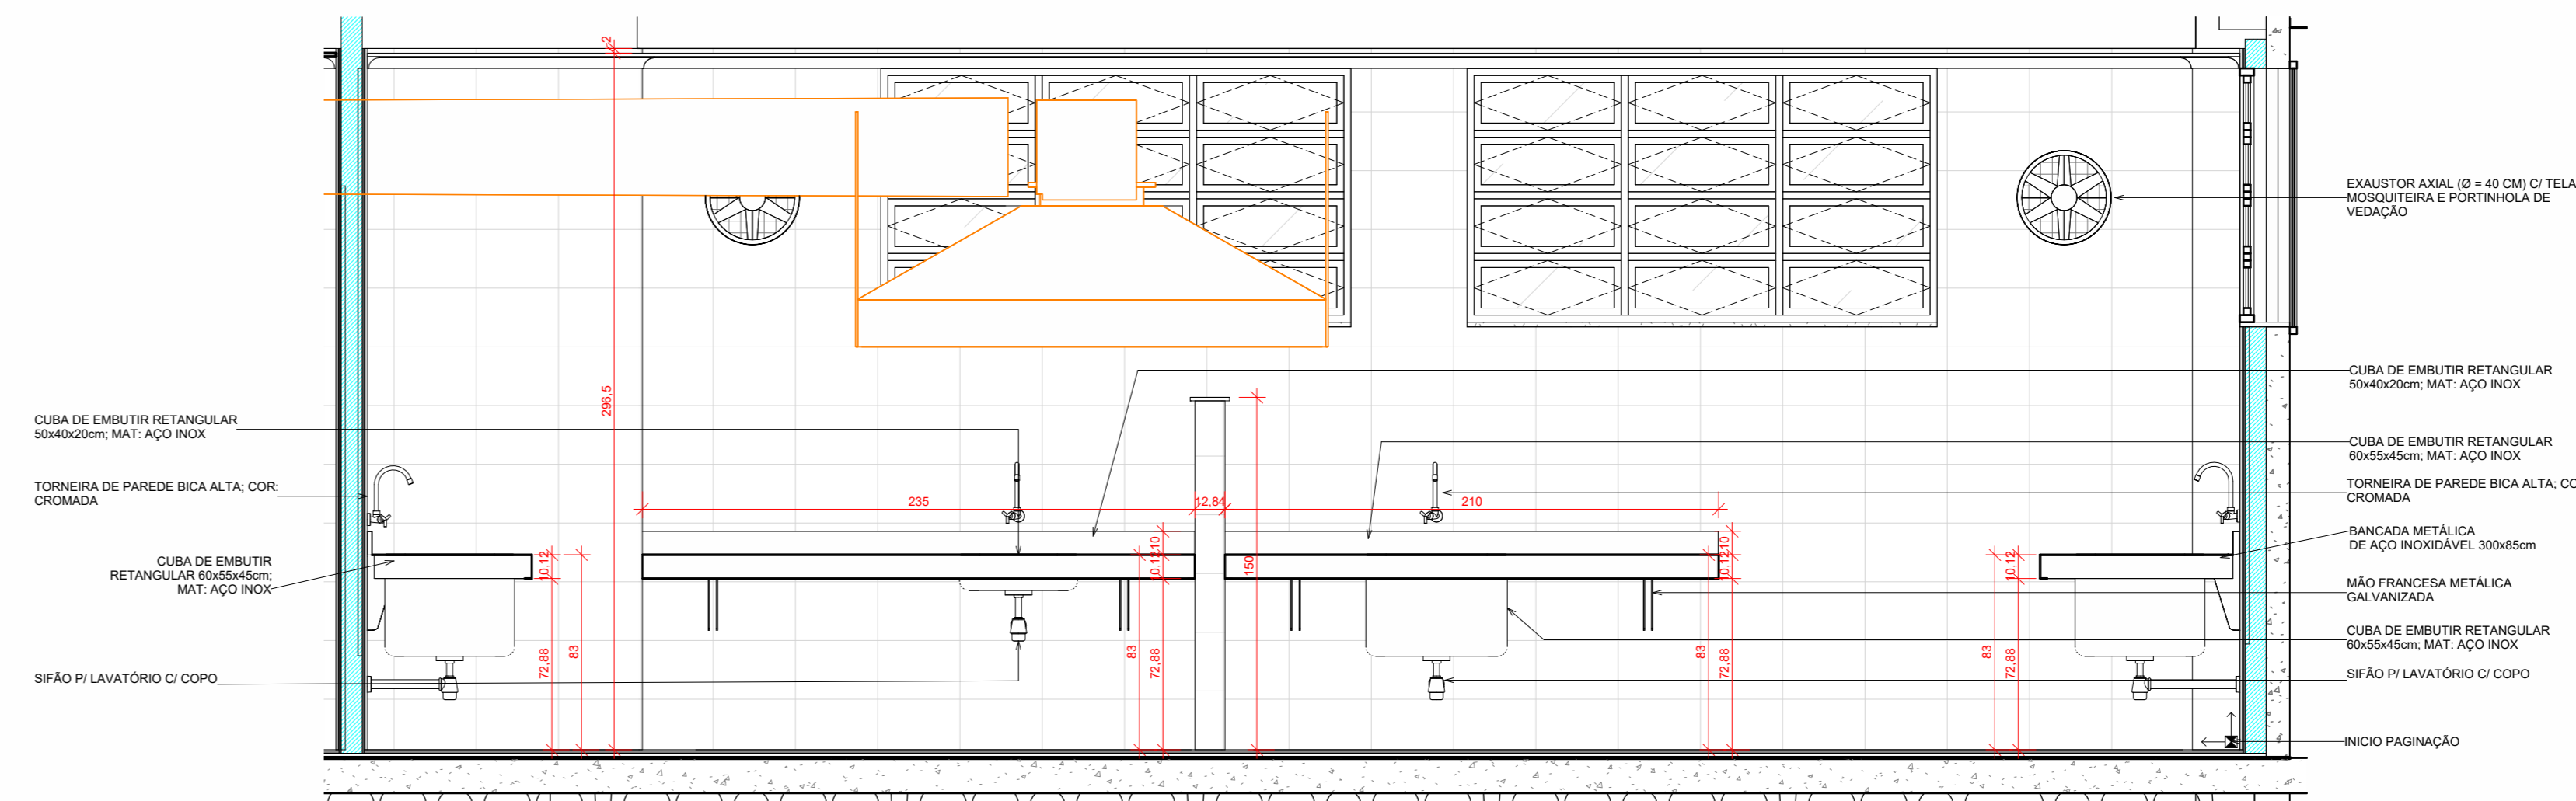 2
296,5
CUBA DE EMBUTIR RETANGULAR
50x40x20cm; MAT: AÇO INOX
TORNEIRA DE PAREDE BICA ALTA; COR:
CROMADA
CUBA DE EMBUTIR
RETANGULAR 60x55x45cm;
MAT: AÇO INOX
SIFÃO P/ LAVATÓRIO C/ COPO
10,12
72,88
83
235
12,84
210
150
10
10,12
83
72,88
10
10,12
83
72,88
10,12
83
72,88
EXAUSTOR AXIAL (Ø = 40 CM) C/ TELA
MOSQUITEIRA E PORTINHOLA DE
VEDAÇÃO
CUBA DE EMBUTIR RETANGULAR
50x40x20cm; MAT: AÇO INOX
CUBA DE EMBUTIR RETANGULAR
60x55x45cm; MAT: AÇO INOX
TORNEIRA DE PAREDE BICA ALTA; CO
CROMADA
BANCADA METÁLICA
DE AÇO INOXIDÁVEL 300x85cm
MÃO FRANCESA METÁLICA
GALVANIZADA
CUBA DE EMBUTIR RETANGULAR
60x55x45cm; MAT: AÇO INOX
SIFÃO P/ LAVATÓRIO C/ COPO
INICIO PAGINAÇÃO